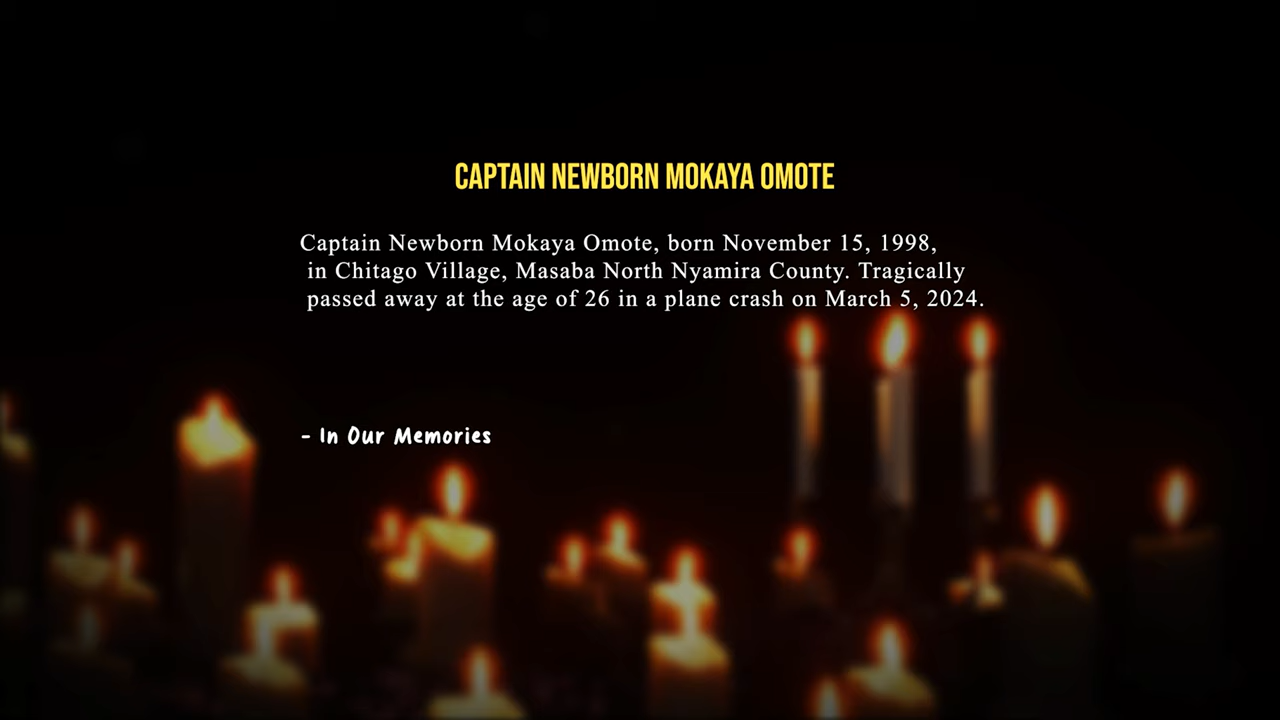 CAPTAIN NEWBORN MOKAYA OMOTE
Captain Newborn Mokaya Omote, born November 15, 1998,
in Chitago Village, Masaba North Nyamira County. Tragically
passed away at the age of 26 in a plane crash on March 5, 2024.
- In Our Memories